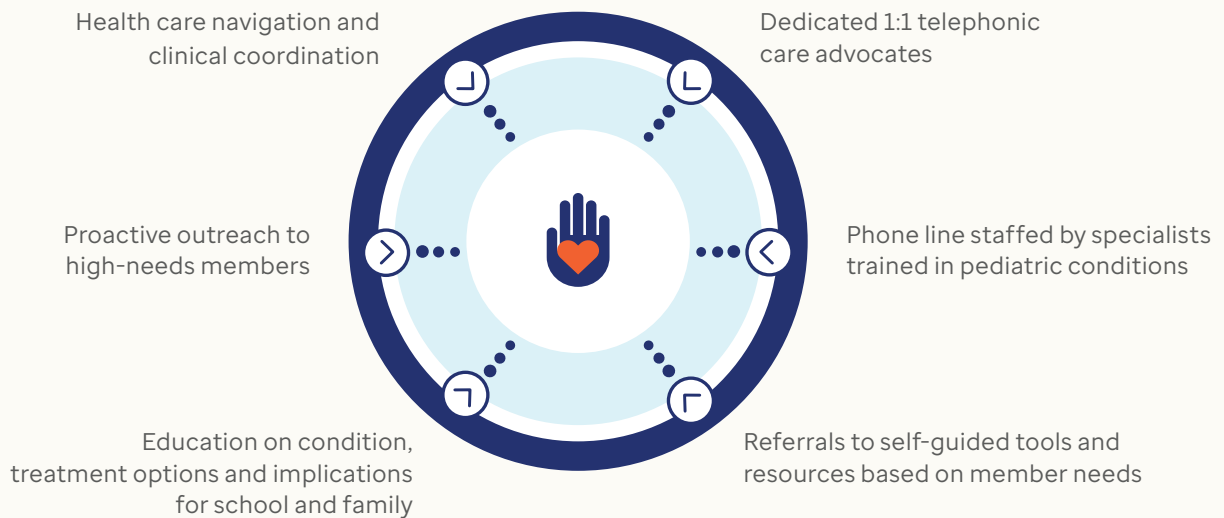 Health care navigation and
clinical coordination
Dedicated 1:1 telephonic
care advocates
Proactive outreach to
high-needs members
Phone line staffed by specialists
trained in pediatric conditions
Education on condition,
treatment options and implications
for school and family
Referrals to self-guided tools and
resources based on member needs